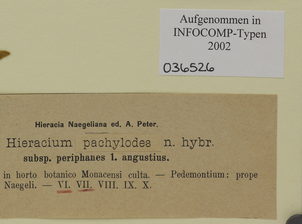 Aufgenommen in
INFOCOMP-Typen
2002
036526
Hieracia Naegeliana ed. A. Peter.
Hieracium pachylodes n. hybr.
subsp. periphanes 1. angustius.
in horto botanico Monacensi culta. — Pedemontium: prope
Naegeli. — VI. VII. VIII. IX. X.